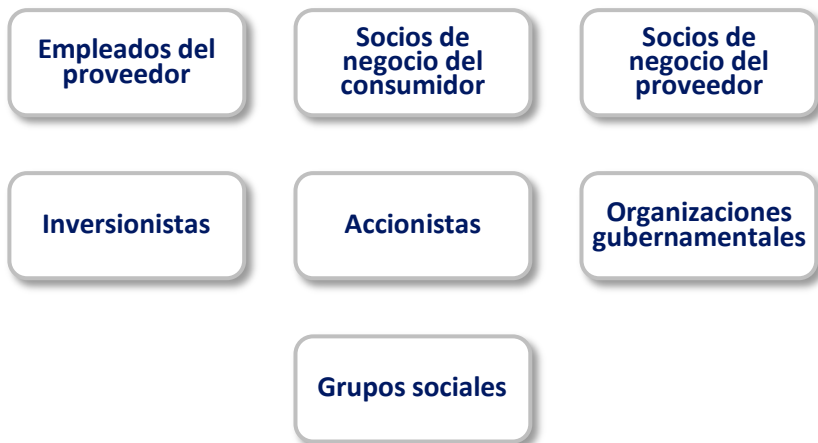 Empleados del
proveedor
Socios de
negocio del
consumidor
Socios de
negocio del
proveedor
Inversionistas
Accionistas
Organizaciones
gubernamentales
Grupos sociales